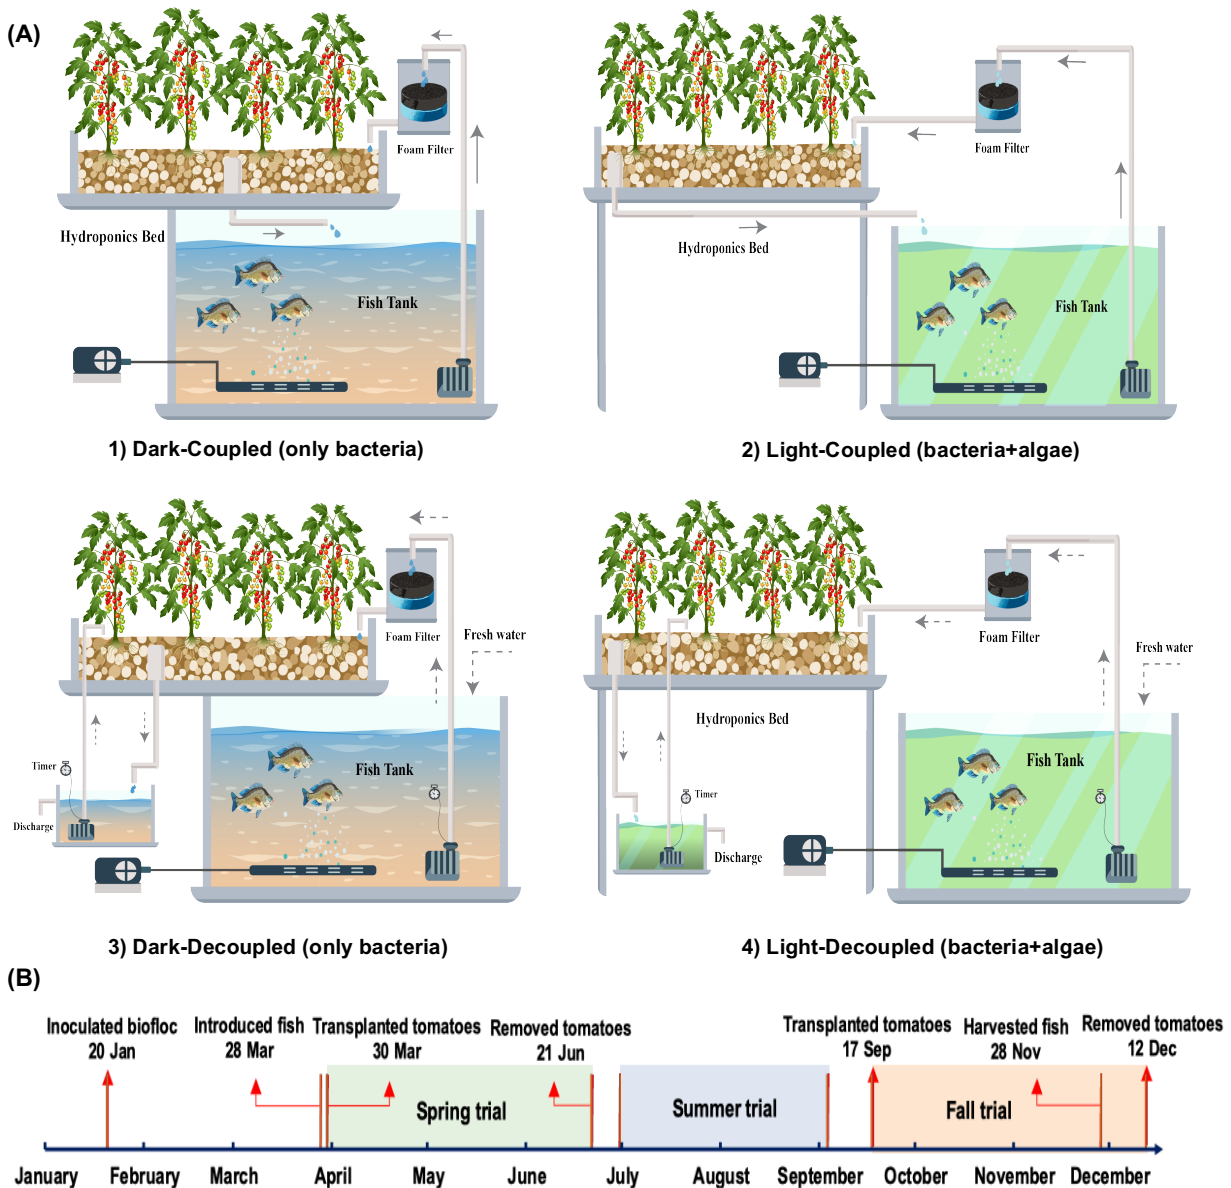 (A)
Foam Filter
Hydroponics Bed
Fish Tank
1) Dark-Coupled (only bacteria)
Foam Filter
Hydroponics Bed
Fish Tank
2) Light-Coupled (bacteria+algae)
Foam Filter
Fresh water
Timer
Fish Tank
Discharge
3) Dark-Decoupled (only bacteria)
Foam Filter
Fresh water
Hydroponics Bed
Fish Tank
Timer
Discharge
4) Light-Decoupled (bacteria+algae)
(B)
Inoculated biofloc
20 Jan
Introduced fish
28 Mar
Transplanted tomatoes
30 Mar
Removed tomatoes
21 Jun
Transplanted tomatoes
17 Sep
Harvested fish
28 Nov
Removed tomatoes
12 Dec
Spring trial
Summer trial
Fall trial
January February March April May June July August September October November December